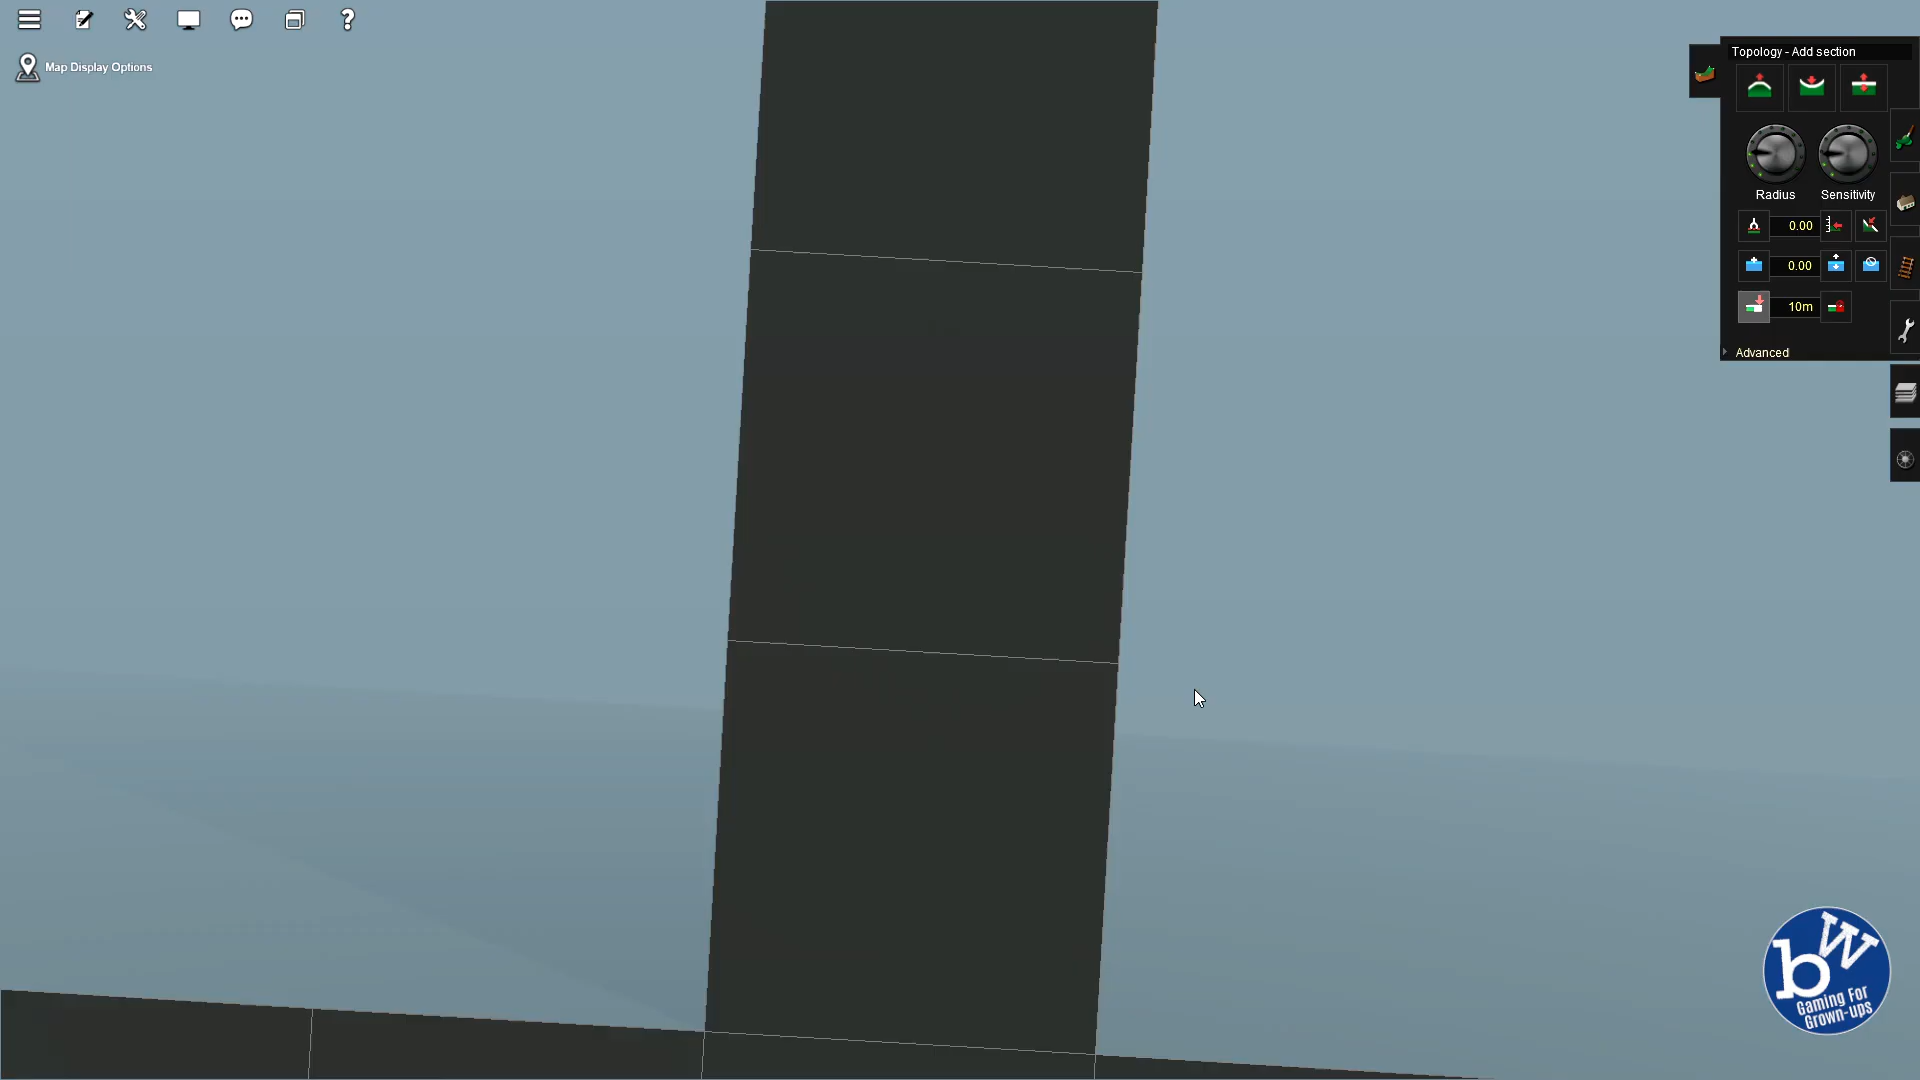 Map Display Options
Topology - Add section
Radius
Sensitivity
0.00
0.00
10m
Advanced
bW
Gaming For
Grown-ups